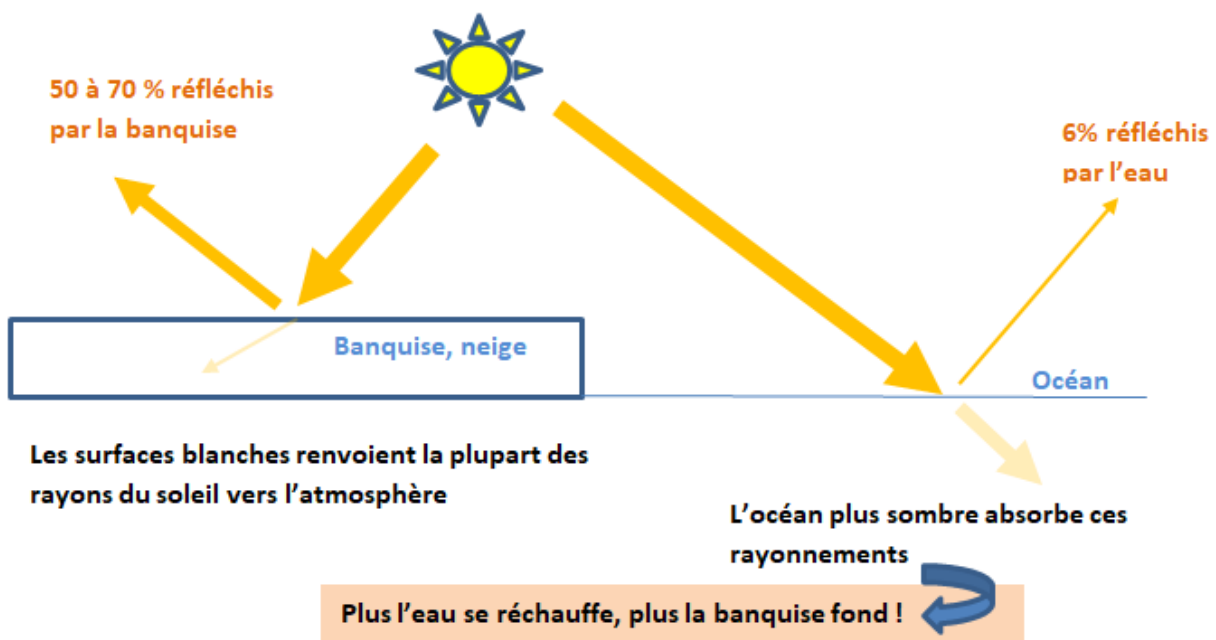 50 à 70 % réfléchis
par la banquise
6% réfléchis
par l'eau
Banquise, neige
Océan
Les surfaces blanches renvoient la plupart des
rayons du soleil vers l'atmosphère
L'océan plus sombre absorbe ces
rayonnements
Plus l'eau se réchauffe, plus la banquise fond !